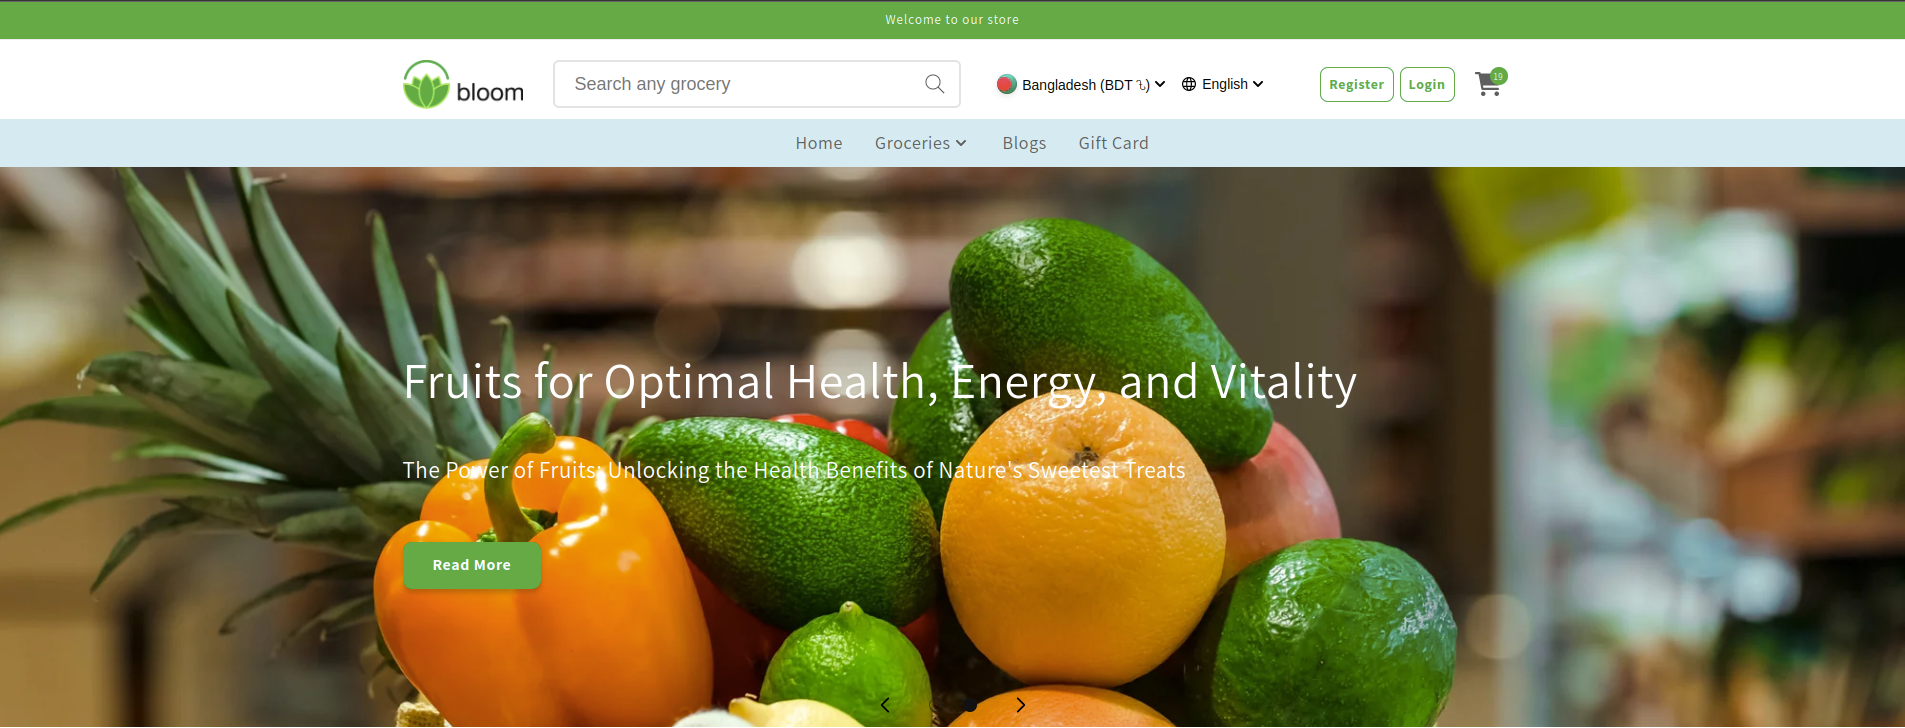 Welcome to our store
bloom
Search any grocery
Bangladesh (BDT ৳)
English
Register
Login
19
Home
Groceries
Blogs
Gift Card
Fruits for Optimal Health, Energy, and Vitality
The Power of Fruits: Unlocking the Health Benefits of Nature's Sweetest Treats
Read More